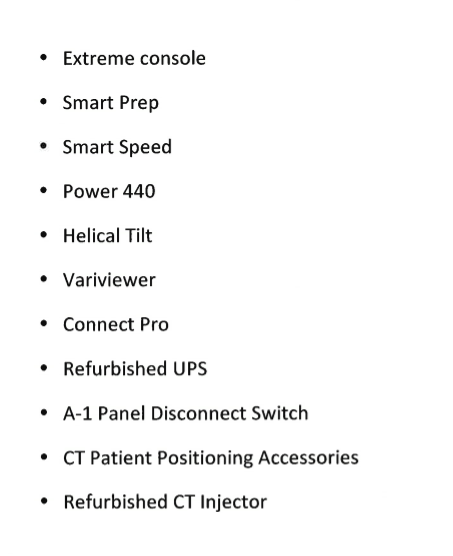 • Extreme console
• Smart Prep
• Smart Speed
• Power 440
• Helical Tilt
• Variviewer
• Connect Pro
• Refurbished UPS
• A-1 Panel Disconnect Switch
• CT Patient Positioning Accessories
• Refurbished CT Injector